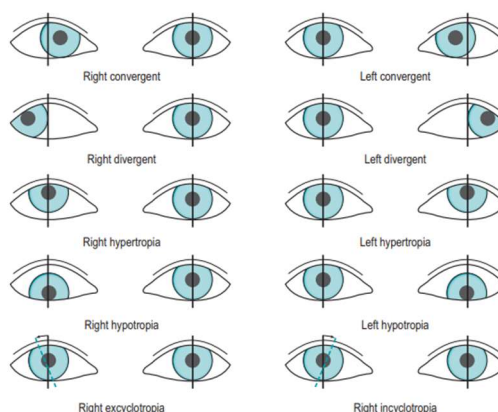 Right convergent
Left convergent
Right divergent
Left divergent
Right hypertropia
Left hypertropia
Right hypotropia
Left hypotropia
Right excyclotropia
Right incyclotropia